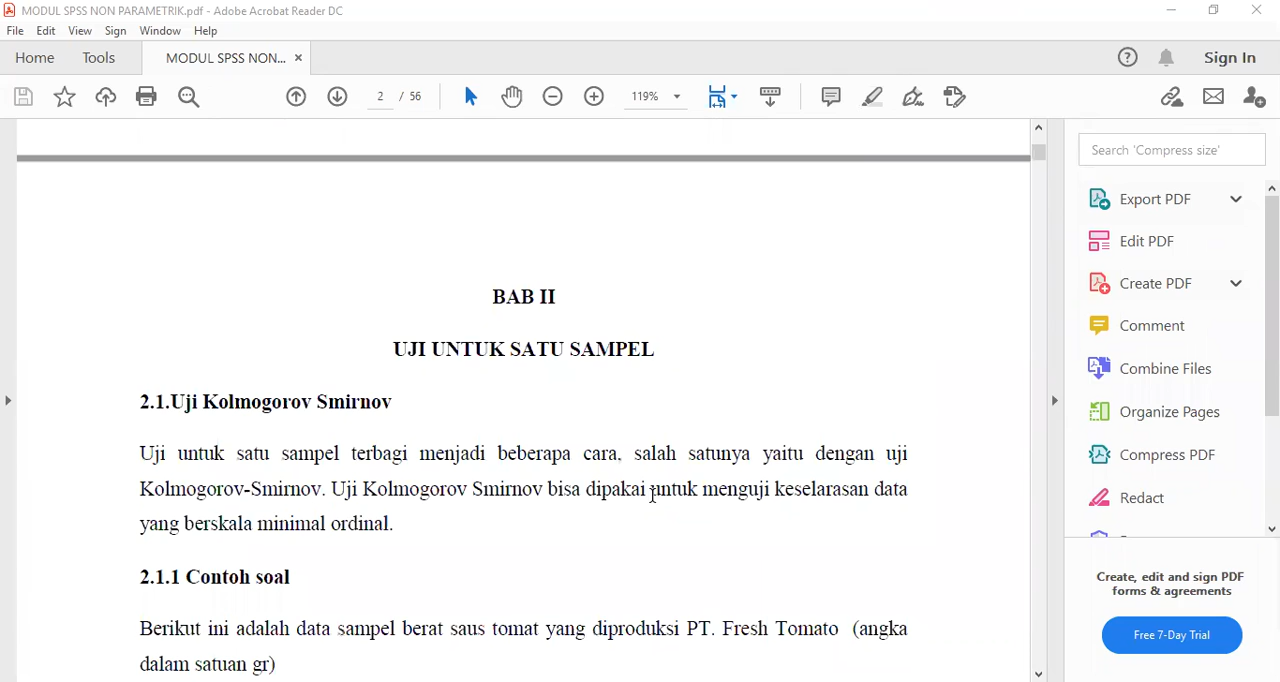 MODUL SPSS NON PARAMETRIK.pdf - Adobe Acrobat Reader DC
File Edit View Sign Window Help
Home Tools MODUL SPSS NON... ×
Sign In
2 / 56 119%
Search 'Compress size'
Export PDF
Edit PDF
Create PDF
Comment
Combine Files
Organize Pages
Compress PDF
Redact
Create, edit and sign PDF
forms & agreements
Free 7-Day Trial
BAB II
UJI UNTUK SATU SAMPEL
2.1.Uji Kolmogorov Smirnov
Uji untuk satu sampel terbagi menjadi beberapa cara, salah satunya yaitu dengan uji
Kolmogorov-Smirnov. Uji Kolmogorov Smirnov bisa dipakai untuk menguji keselarasan data
yang berskala minimal ordinal.
2.1.1 Contoh soal
Berikut ini adalah data sampel berat saus tomat yang diproduksi PT. Fresh Tomato (angka
dalam satuan gr)